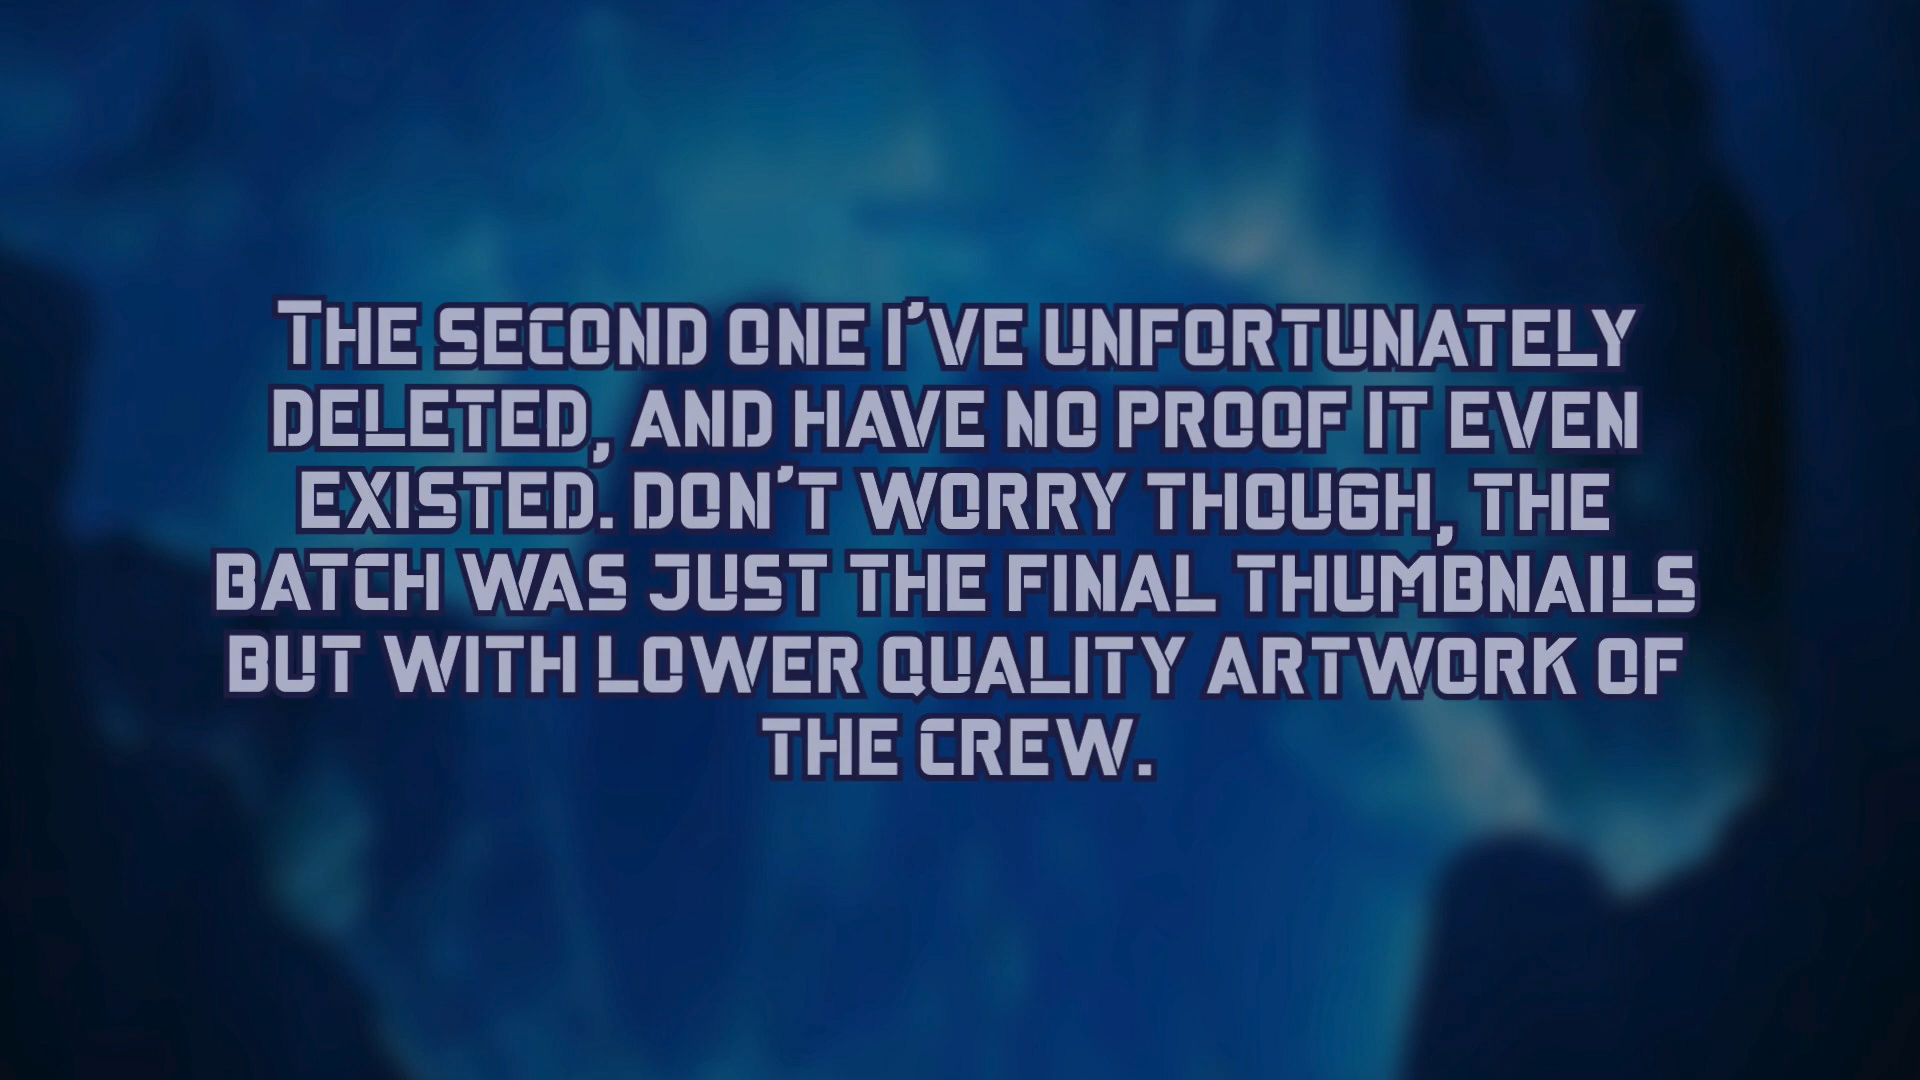 The second one I've unfortunately
deleted, and have no proof it even
existed. Don't worry though, the
batch was just the final thumbnails
but with lower quality artwork of
the crew.